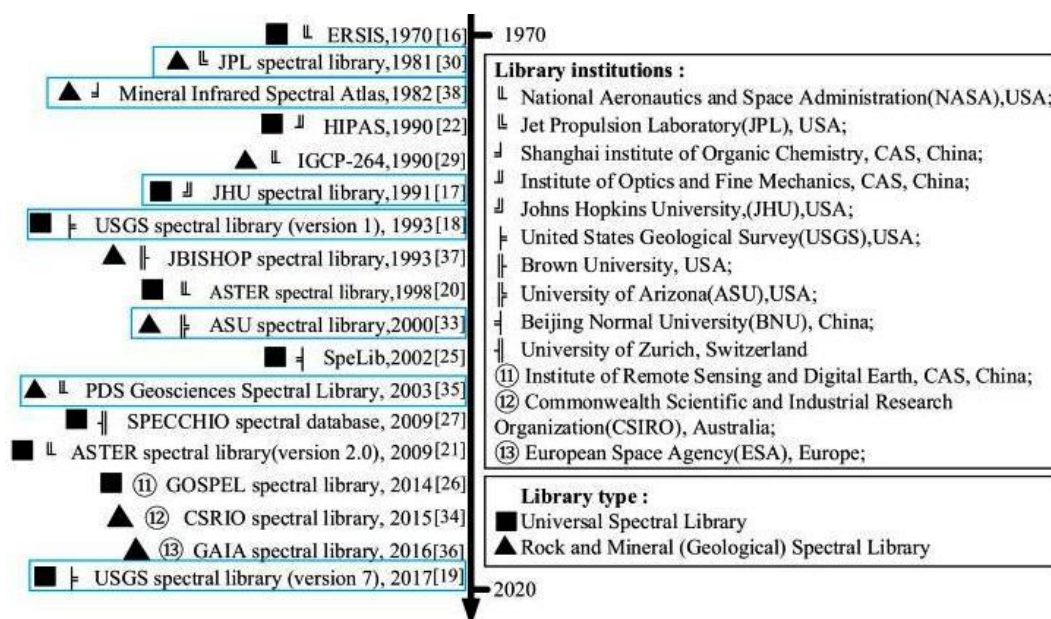 ERSIS,1970 [16]
1970
╙ JPL spectral library,1981 [30]
Mineral Infrared Spectral Atlas,1982 [38]
HIPAS,1990 [22]
IGCP-264,1990 [29]
JHU spectral library,1991 [17]
USGS spectral library (version 1), 1993[18]
JBISHOP spectral library,1993 [37]
ASTER spectral library,1998 [20]
ASU spectral library,2000[33]
SpeLib,2002 [25]
PDS Geosciences Spectral Library, 2003 [35]
SPECCHIO spectral database, 2009 [27]
ASTER spectral library(version 2.0), 2009 [21]
⑪ GOSPEL spectral library, 2014 [26]
⑫ CSRIO spectral library, 2015 [34]
⑬ GAIA spectral library, 2016 [36]
USGS spectral library (version 7), 2017[19]
2020
Library institutions :
National Aeronautics and Space Administration(NASA),USA;
Jet Propulsion Laboratory(JPL), USA;
Shanghai institute of Organic Chemistry, CAS, China;
Institute of Optics and Fine Mechanics, CAS, China;
Johns Hopkins University,(JHU),USA;
United States Geological Survey(USGS),USA;
Brown University, USA;
University of Arizona(ASU),USA;
Beijing Normal University(BNU), China;
University of Zurich, Switzerland
⑪ Institute of Remote Sensing and Digital Earth, CAS, China;
⑫ Commonwealth Scientific and Industrial Research
Organization(CSIRO), Australia;
⑬ European Space Agency(ESA), Europe;
Library type :
Universal Spectral Library
Rock and Mineral (Geological) Spectral Library